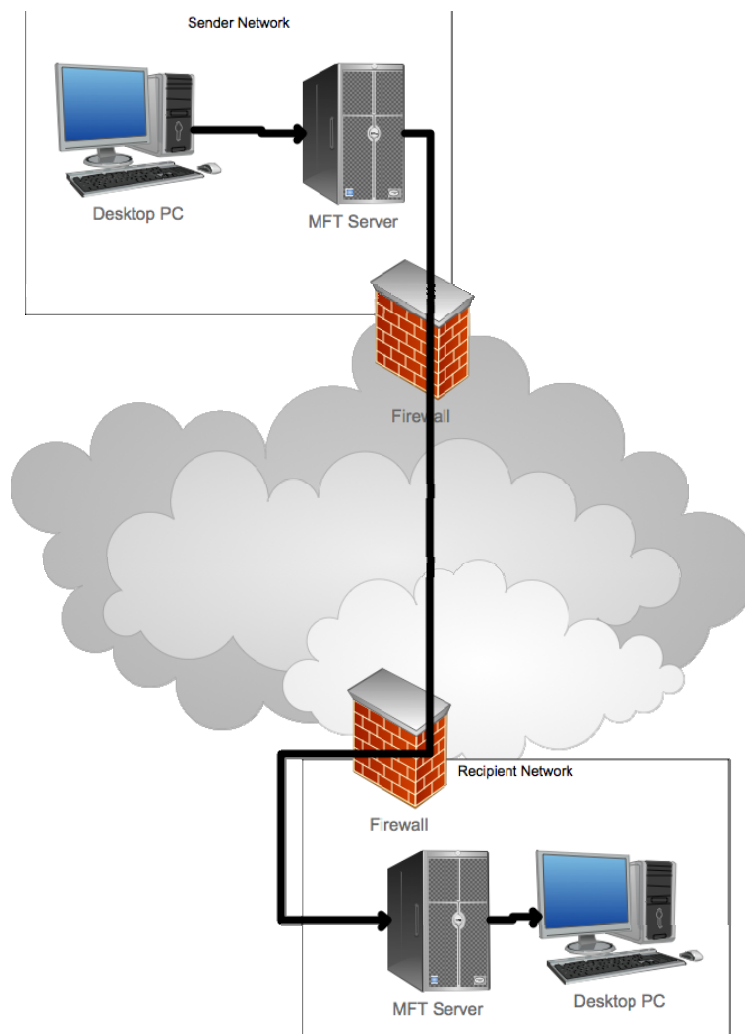 Sender Network
Desktop PC
MFT Server
Firewall
Recipient Network
Firewall
MFT Server
Desktop PC